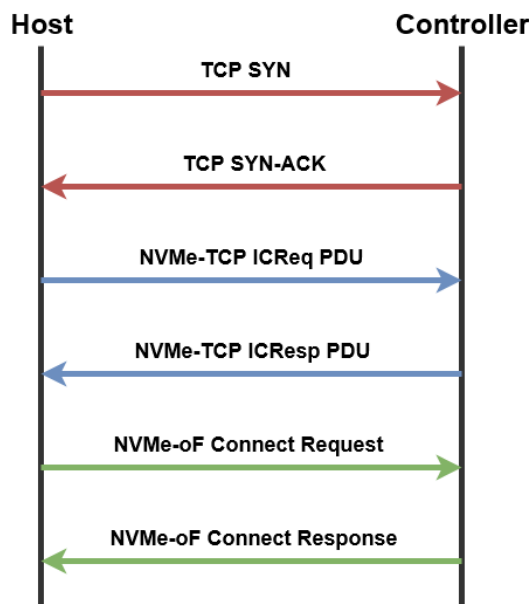 Host
Controller
TCP SYN
TCP SYN-ACK
NVMe-TCP ICReq PDU
NVMe-TCP ICResp PDU
NVMe-oF Connect Request
NVMe-oF Connect Response